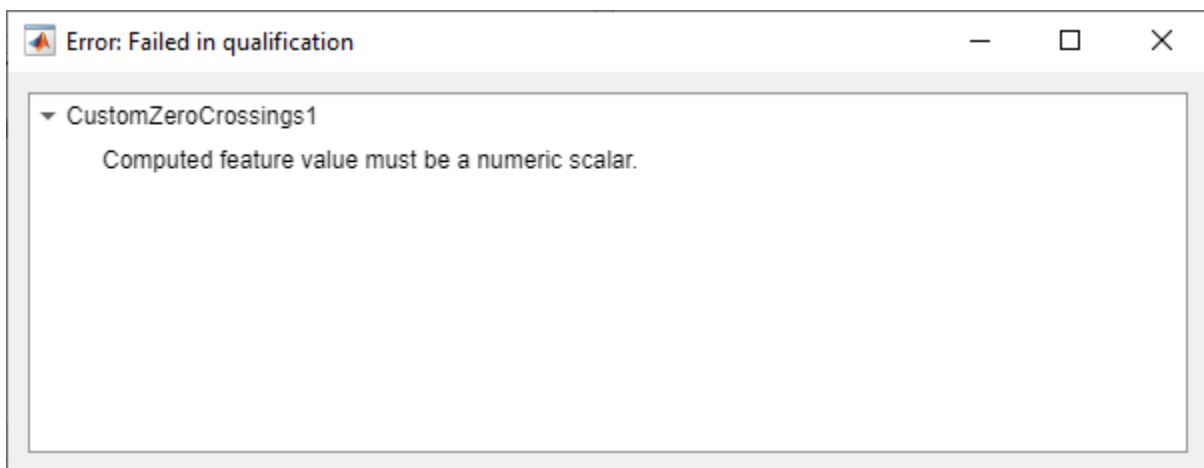 Error: Failed in qualification
CustomZeroCrossings1
Computed feature value must be a numeric scalar.